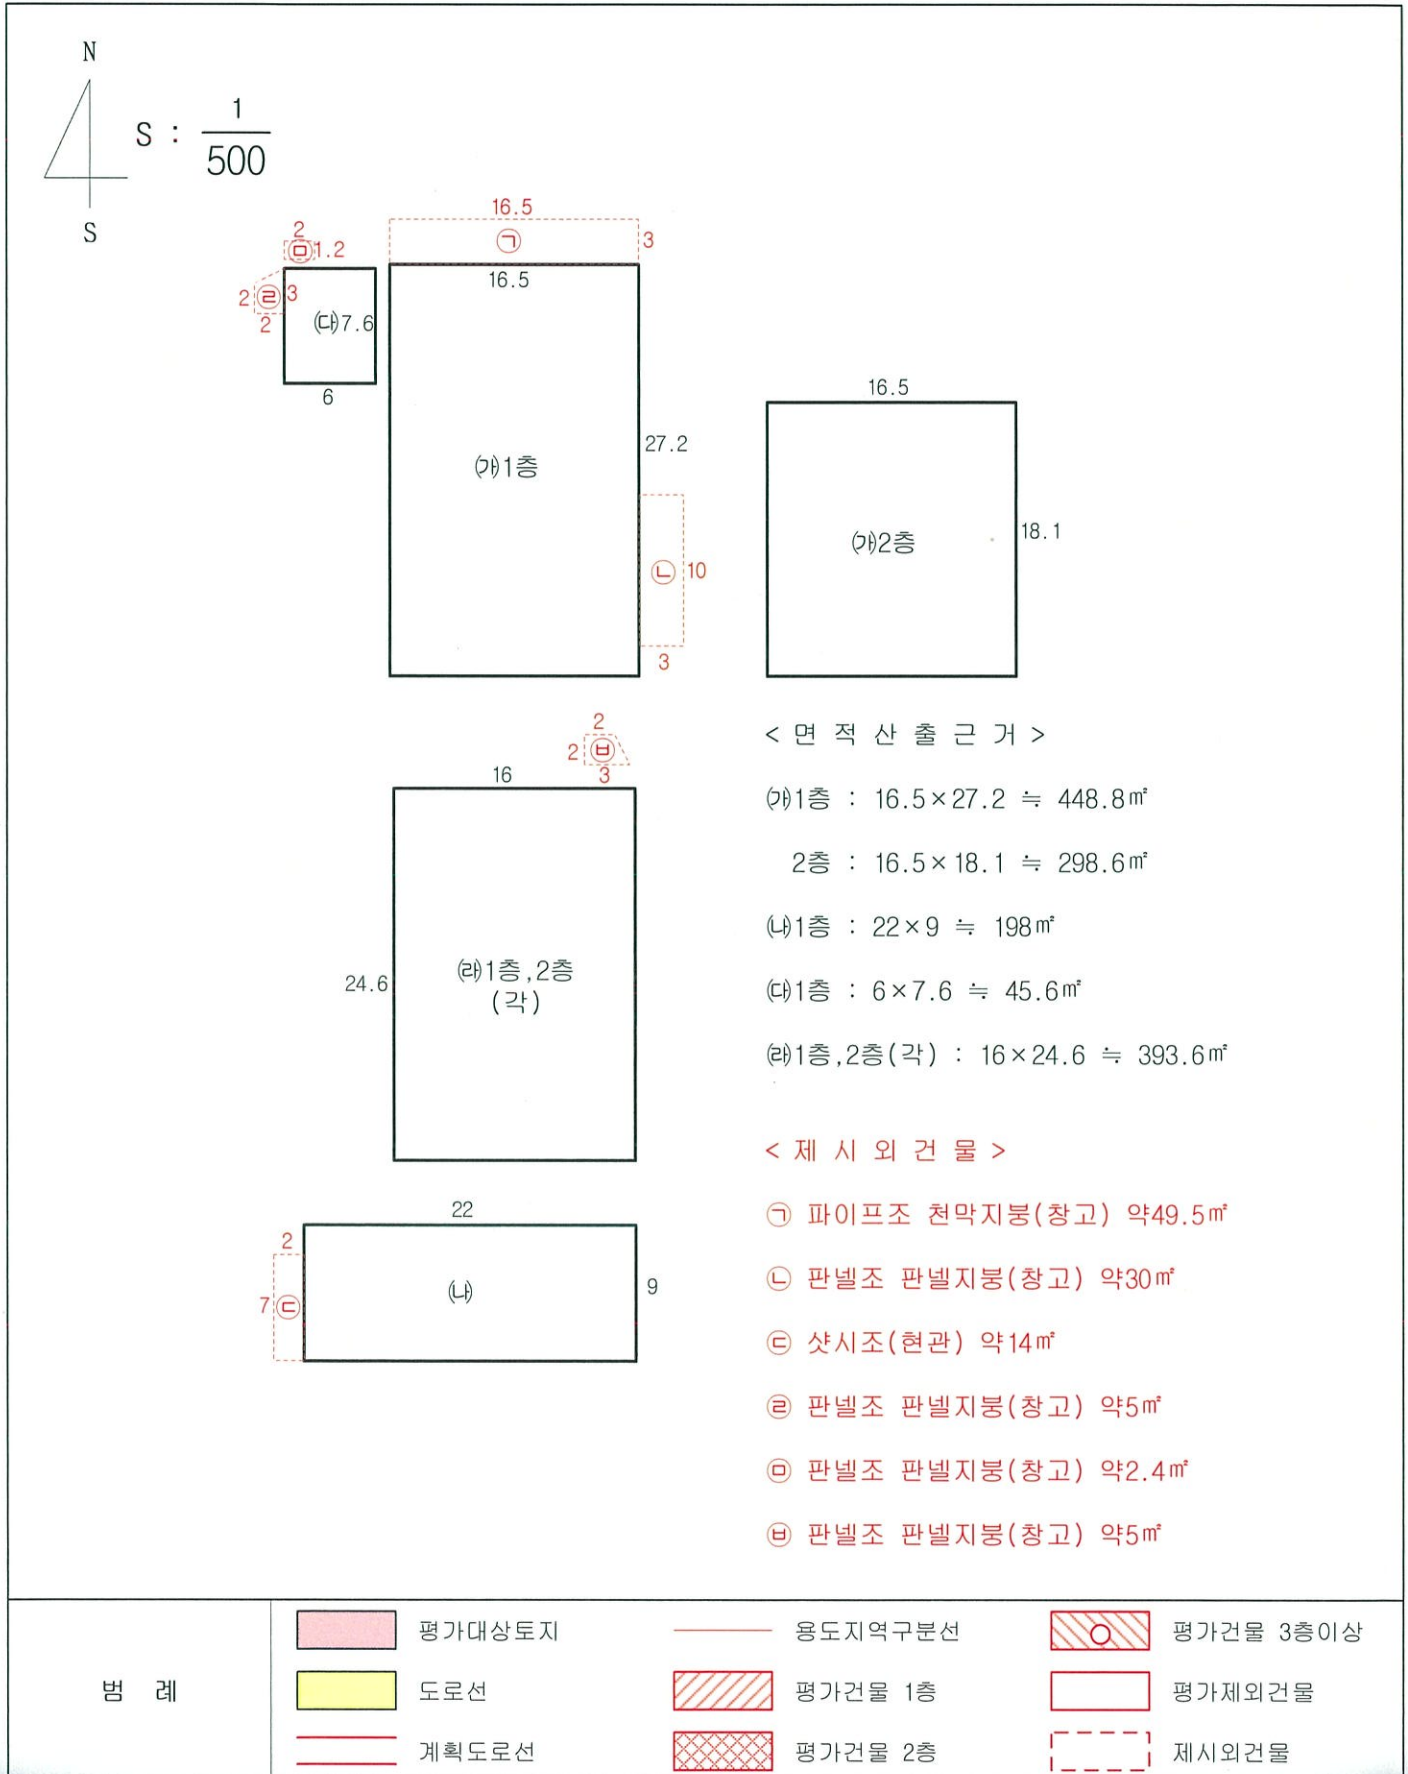 N
S : 1/500
S
16.5
㉠
3
2
㉤1.2
16.5
2 ㉣ 3
2
㈐7.6
6
16.5
27.2
㈎1층
㈎2층
18.1
㉡ 10
3
2
2 ㉥
3
16
24.6
㈑1층,2층
(각)
22
2
7 ㉢
㈏
9
< 면 적 산 출 근 거 >
㈎1층 : 16.5×27.2 ≒ 448.8㎡
2층 : 16.5×18.1 ≒ 298.6㎡
㈏1층 : 22×9 ≒ 198㎡
㈐1층 : 6×7.6 ≒ 45.6㎡
㈑1층,2층(각) : 16×24.6 ≒ 393.6㎡
< 제 시 외 건 물 >
㉠ 파이프조 천막지붕(창고) 약49.5㎡
㉡ 판넬조 판넬지붕(창고) 약30㎡
㉢ 샷시조(현관) 약14㎡
㉣ 판넬조 판넬지붕(창고) 약5㎡
㉤ 판넬조 판넬지붕(창고) 약2.4㎡
㉥ 판넬조 판넬지붕(창고) 약5㎡
범 례
평가대상토지
용도지역구분선
평가건물 3층이상
도로선
평가건물 1층
평가제외건물
계획도로선
평가건물 2층
제시외건물